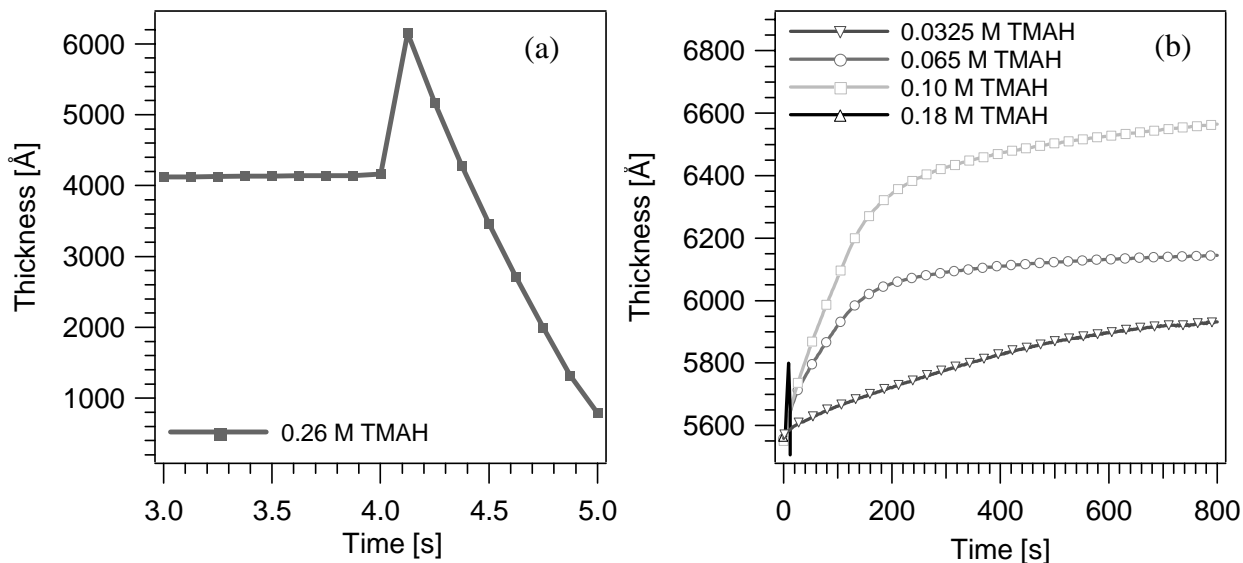 (a)
6000
5000
4000
3000
2000
1000
Thickness [Å]
0.26 M TMAH
3.0 3.5 4.0 4.5 5.0
Time [s]
(b)
0.0325 M TMAH
0.065 M TMAH
0.10 M TMAH
0.18 M TMAH
6800
6600
6400
6200
6000
5800
5600
Thickness [Å]
0 200 400 600 800
Time [s]